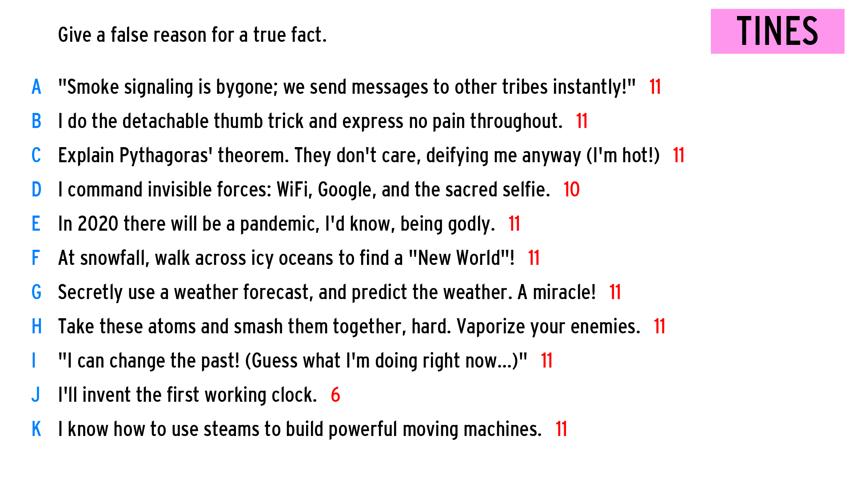 Give a false reason for a true fact.
TINES
A "Smoke signaling is bygone; we send messages to other tribes instantly!" 11
B I do the detachable thumb trick and express no pain throughout. 11
C Explain Pythagoras' theorem. They don't care, deifying me anyway (I'm hot!) 11
D I command invisible forces: WiFi, Google, and the sacred selfie. 10
E In 2020 there will be a pandemic, I'd know, being godly. 11
F At snowfall, walk across icy oceans to find a "New World"! 11
G Secretly use a weather forecast, and predict the weather. A miracle! 11
H Take these atoms and smash them together, hard. Vaporize your enemies. 11
I "I can change the past! (Guess what I'm doing right now...)" 11
J I'll invent the first working clock. 6
K I know how to use steams to build powerful moving machines. 11